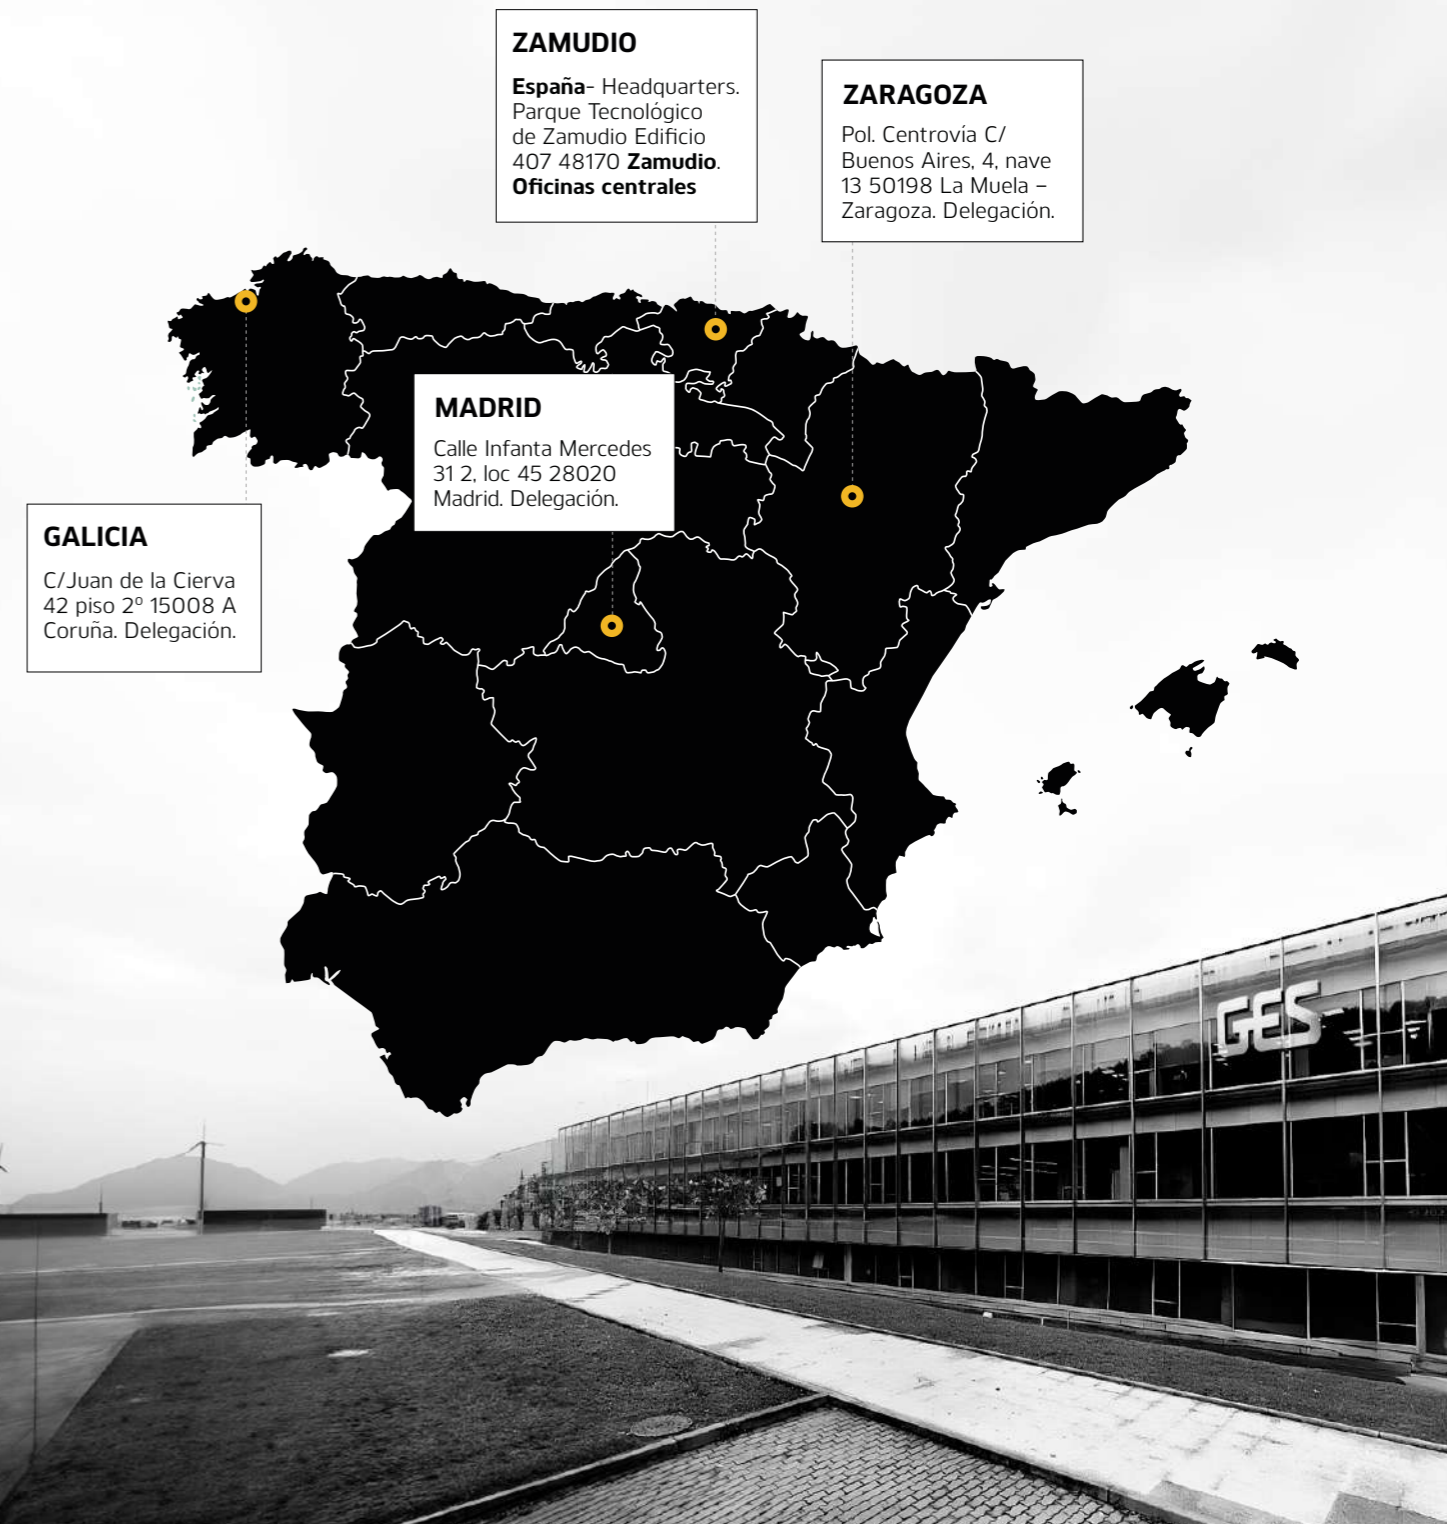 ZAMUDIO
España- Headquarters.
Parque Tecnológico
de Zamudio Edificio
407 48170 Zamudio.
Oficinas centrales
ZARAGOZA
Pol. Centrovía C/
Buenos Aires, 4, nave
13 50198 La Muela –
Zaragoza. Delegación.
MADRID
Calle Infanta Mercedes
31 2, loc 45 28020
Madrid. Delegación.
GALICIA
C/Juan de la Cierva
42 piso 2º 15008 A
Coruña. Delegación.
GES